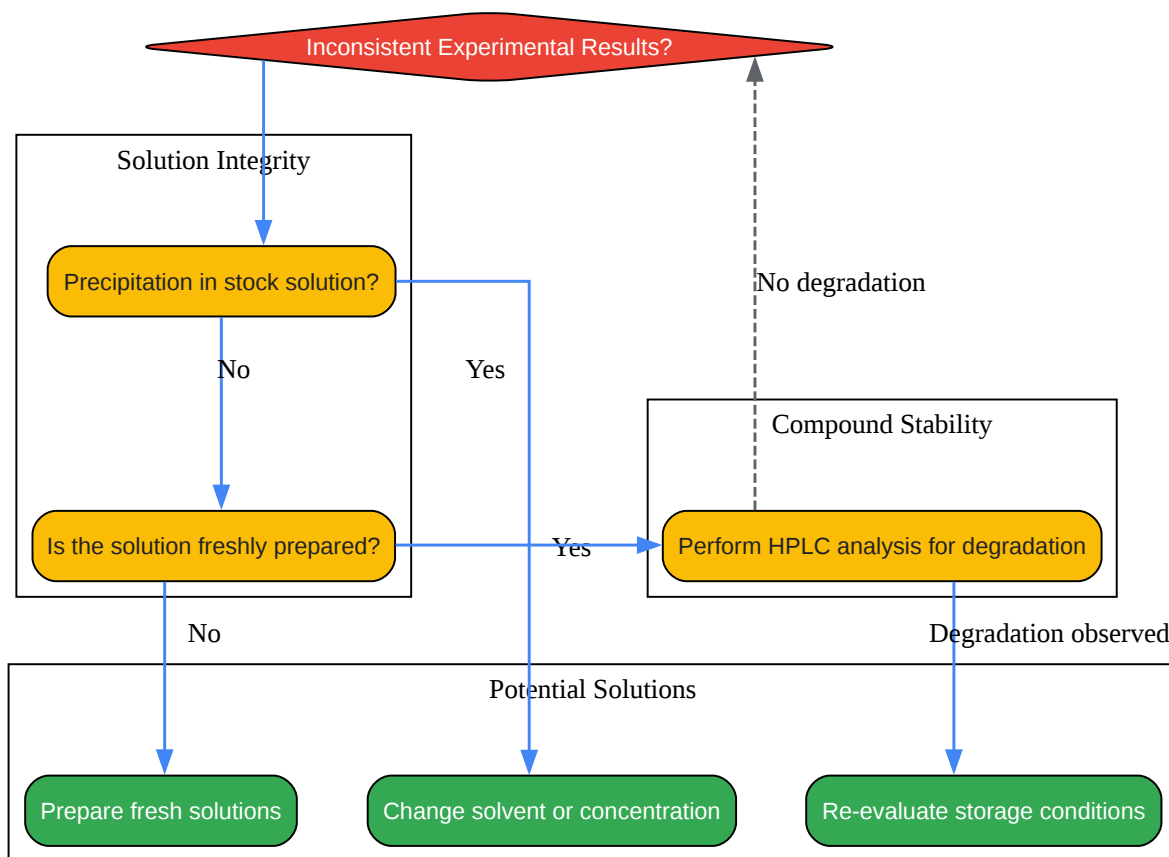 Inconsistent Experimental Results?
Solution Integrity
Precipitation in stock solution?
No degradation
No
Yes
Compound Stability
Is the solution freshly prepared?
Yes
Perform HPLC analysis for degradation
No
Degradation observed
Potential Solutions
Prepare fresh solutions
Change solvent or concentration
Re-evaluate storage conditions